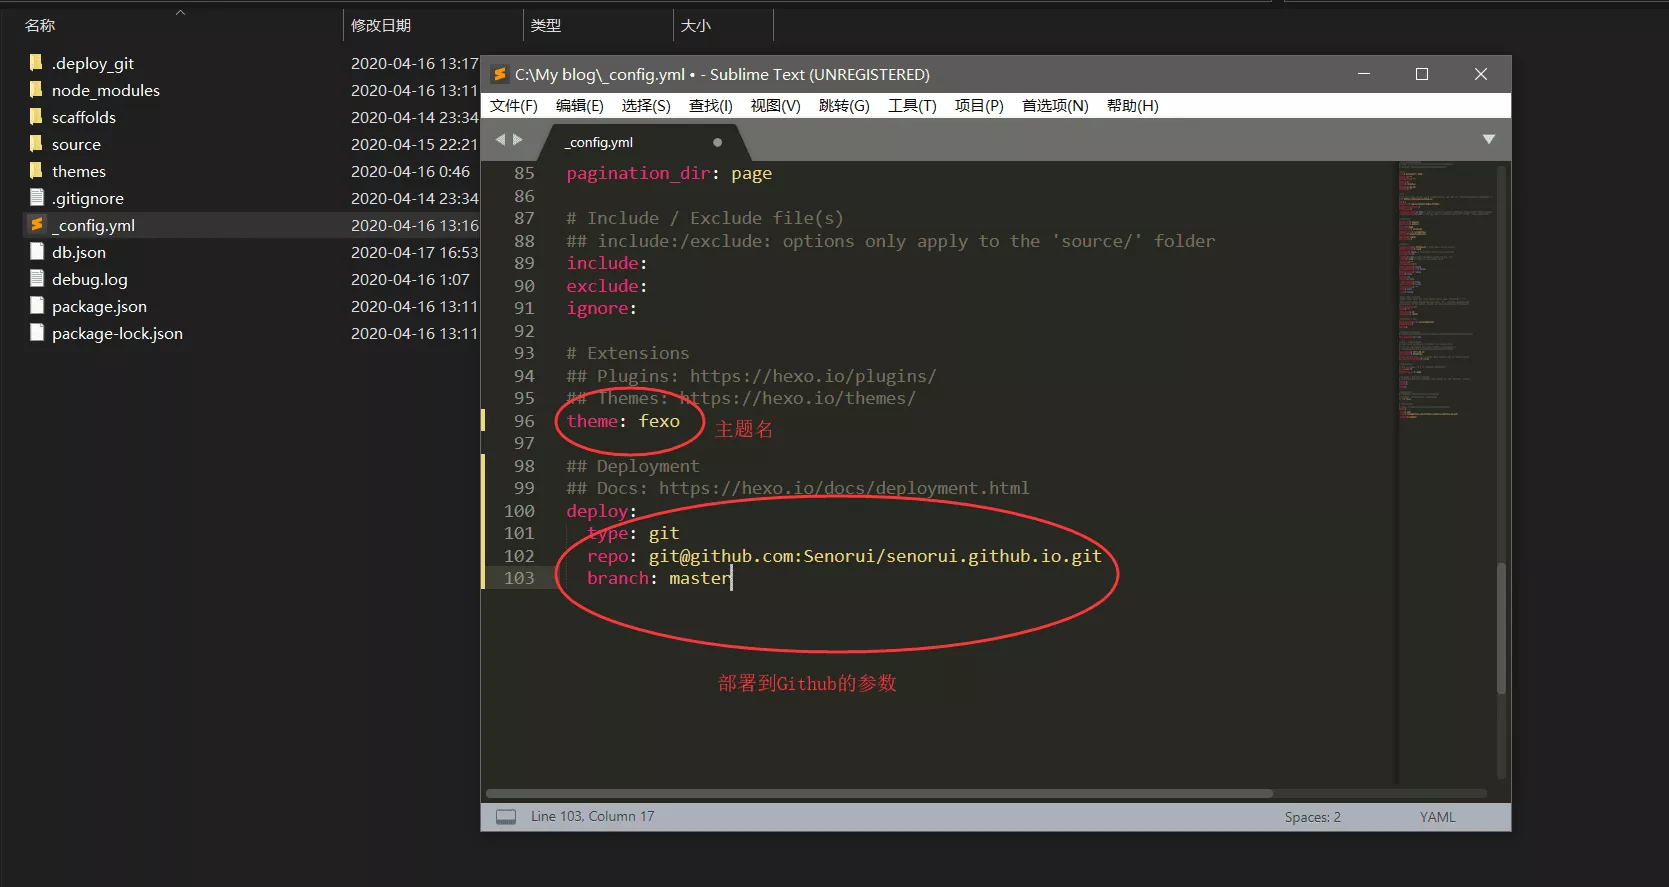 名称 修改日期 类型 大小
.deploy_git 2020-04-16 13:17
node_modules 2020-04-16 13:11
scaffolds 2020-04-14 23:34
source 2020-04-15 22:21
themes 2020-04-16 0:46
.gitignore 2020-04-14 23:34
_config.yml 2020-04-16 13:16
db.json 2020-04-17 16:53
debug.log 2020-04-16 1:07
package.json 2020-04-16 13:11
package-lock.json 2020-04-16 13:11
C:\My blog\_config.yml • - Sublime Text (UNREGISTERED)
文件(F) 编辑(E) 选择(S) 查找(I) 视图(V) 跳转(G) 工具(T) 项目(P) 首选项(N) 帮助(H)
_config.yml
85 pagination_dir: page
86
87 # Include / Exclude file(s)
88 ## include:/exclude: options only apply to the 'source/' folder
89 include:
90 exclude:
91 ignore:
92
93 # Extensions
94 ## Plugins: https://hexo.io/plugins/
95 ## Themes: https://hexo.io/themes/
96 theme: fexo
主题名
97
98 ## Deployment
99 ## Docs: https://hexo.io/docs/deployment.html
100 deploy:
101 type: git
102 repo: git@github.com:Senorui/senorui.github.io.git
103 branch: master
部署到Github的参数
Line 103, Column 17 Spaces: 2 YAML